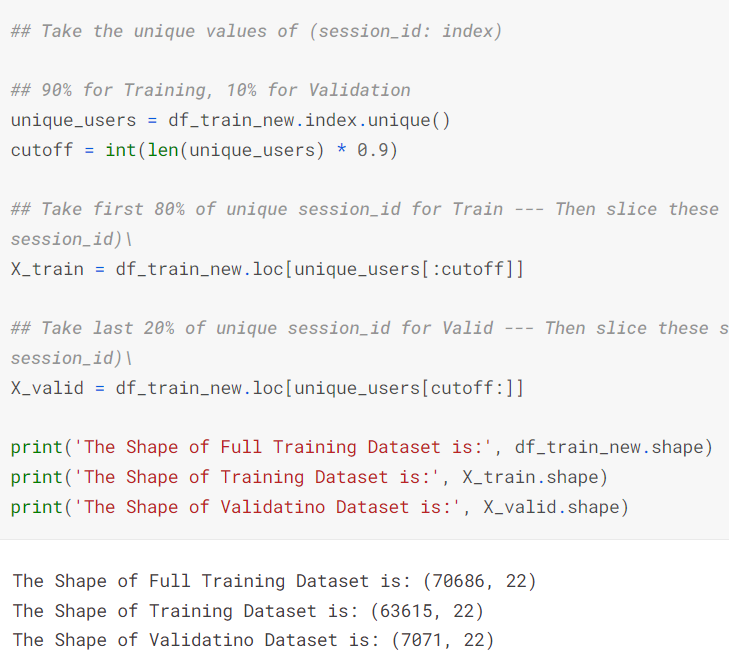 ## Take the unique values of (session_id: index)
## 90% for Training, 10% for Validation
unique_users = df_train_new.index.unique()
cutoff = int(len(unique_users) * 0.9)
## Take first 80% of unique session_id for Train --- Then slice these
session_id)\
X_train = df_train_new.loc[unique_users[:cutoff]]
## Take last 20% of unique session_id for Valid --- Then slice these s
session_id)\
X_valid = df_train_new.loc[unique_users[cutoff:]]
print('The Shape of Full Training Dataset is:', df_train_new.shape)
print('The Shape of Training Dataset is:', X_train.shape)
print('The Shape of Validatino Dataset is:', X_valid.shape)
The Shape of Full Training Dataset is: (70686, 22)
The Shape of Training Dataset is: (63615, 22)
The Shape of Validatino Dataset is: (7071, 22)